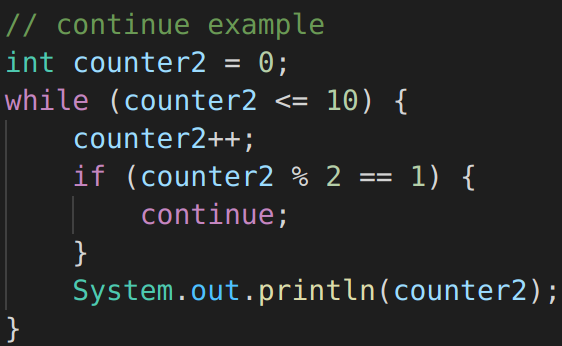 // continue example
int counter2 = 0;
while (counter2 <= 10) {
    counter2++;
    if (counter2 % 2 == 1) {
        continue;
    }
    System.out.println(counter2);
}